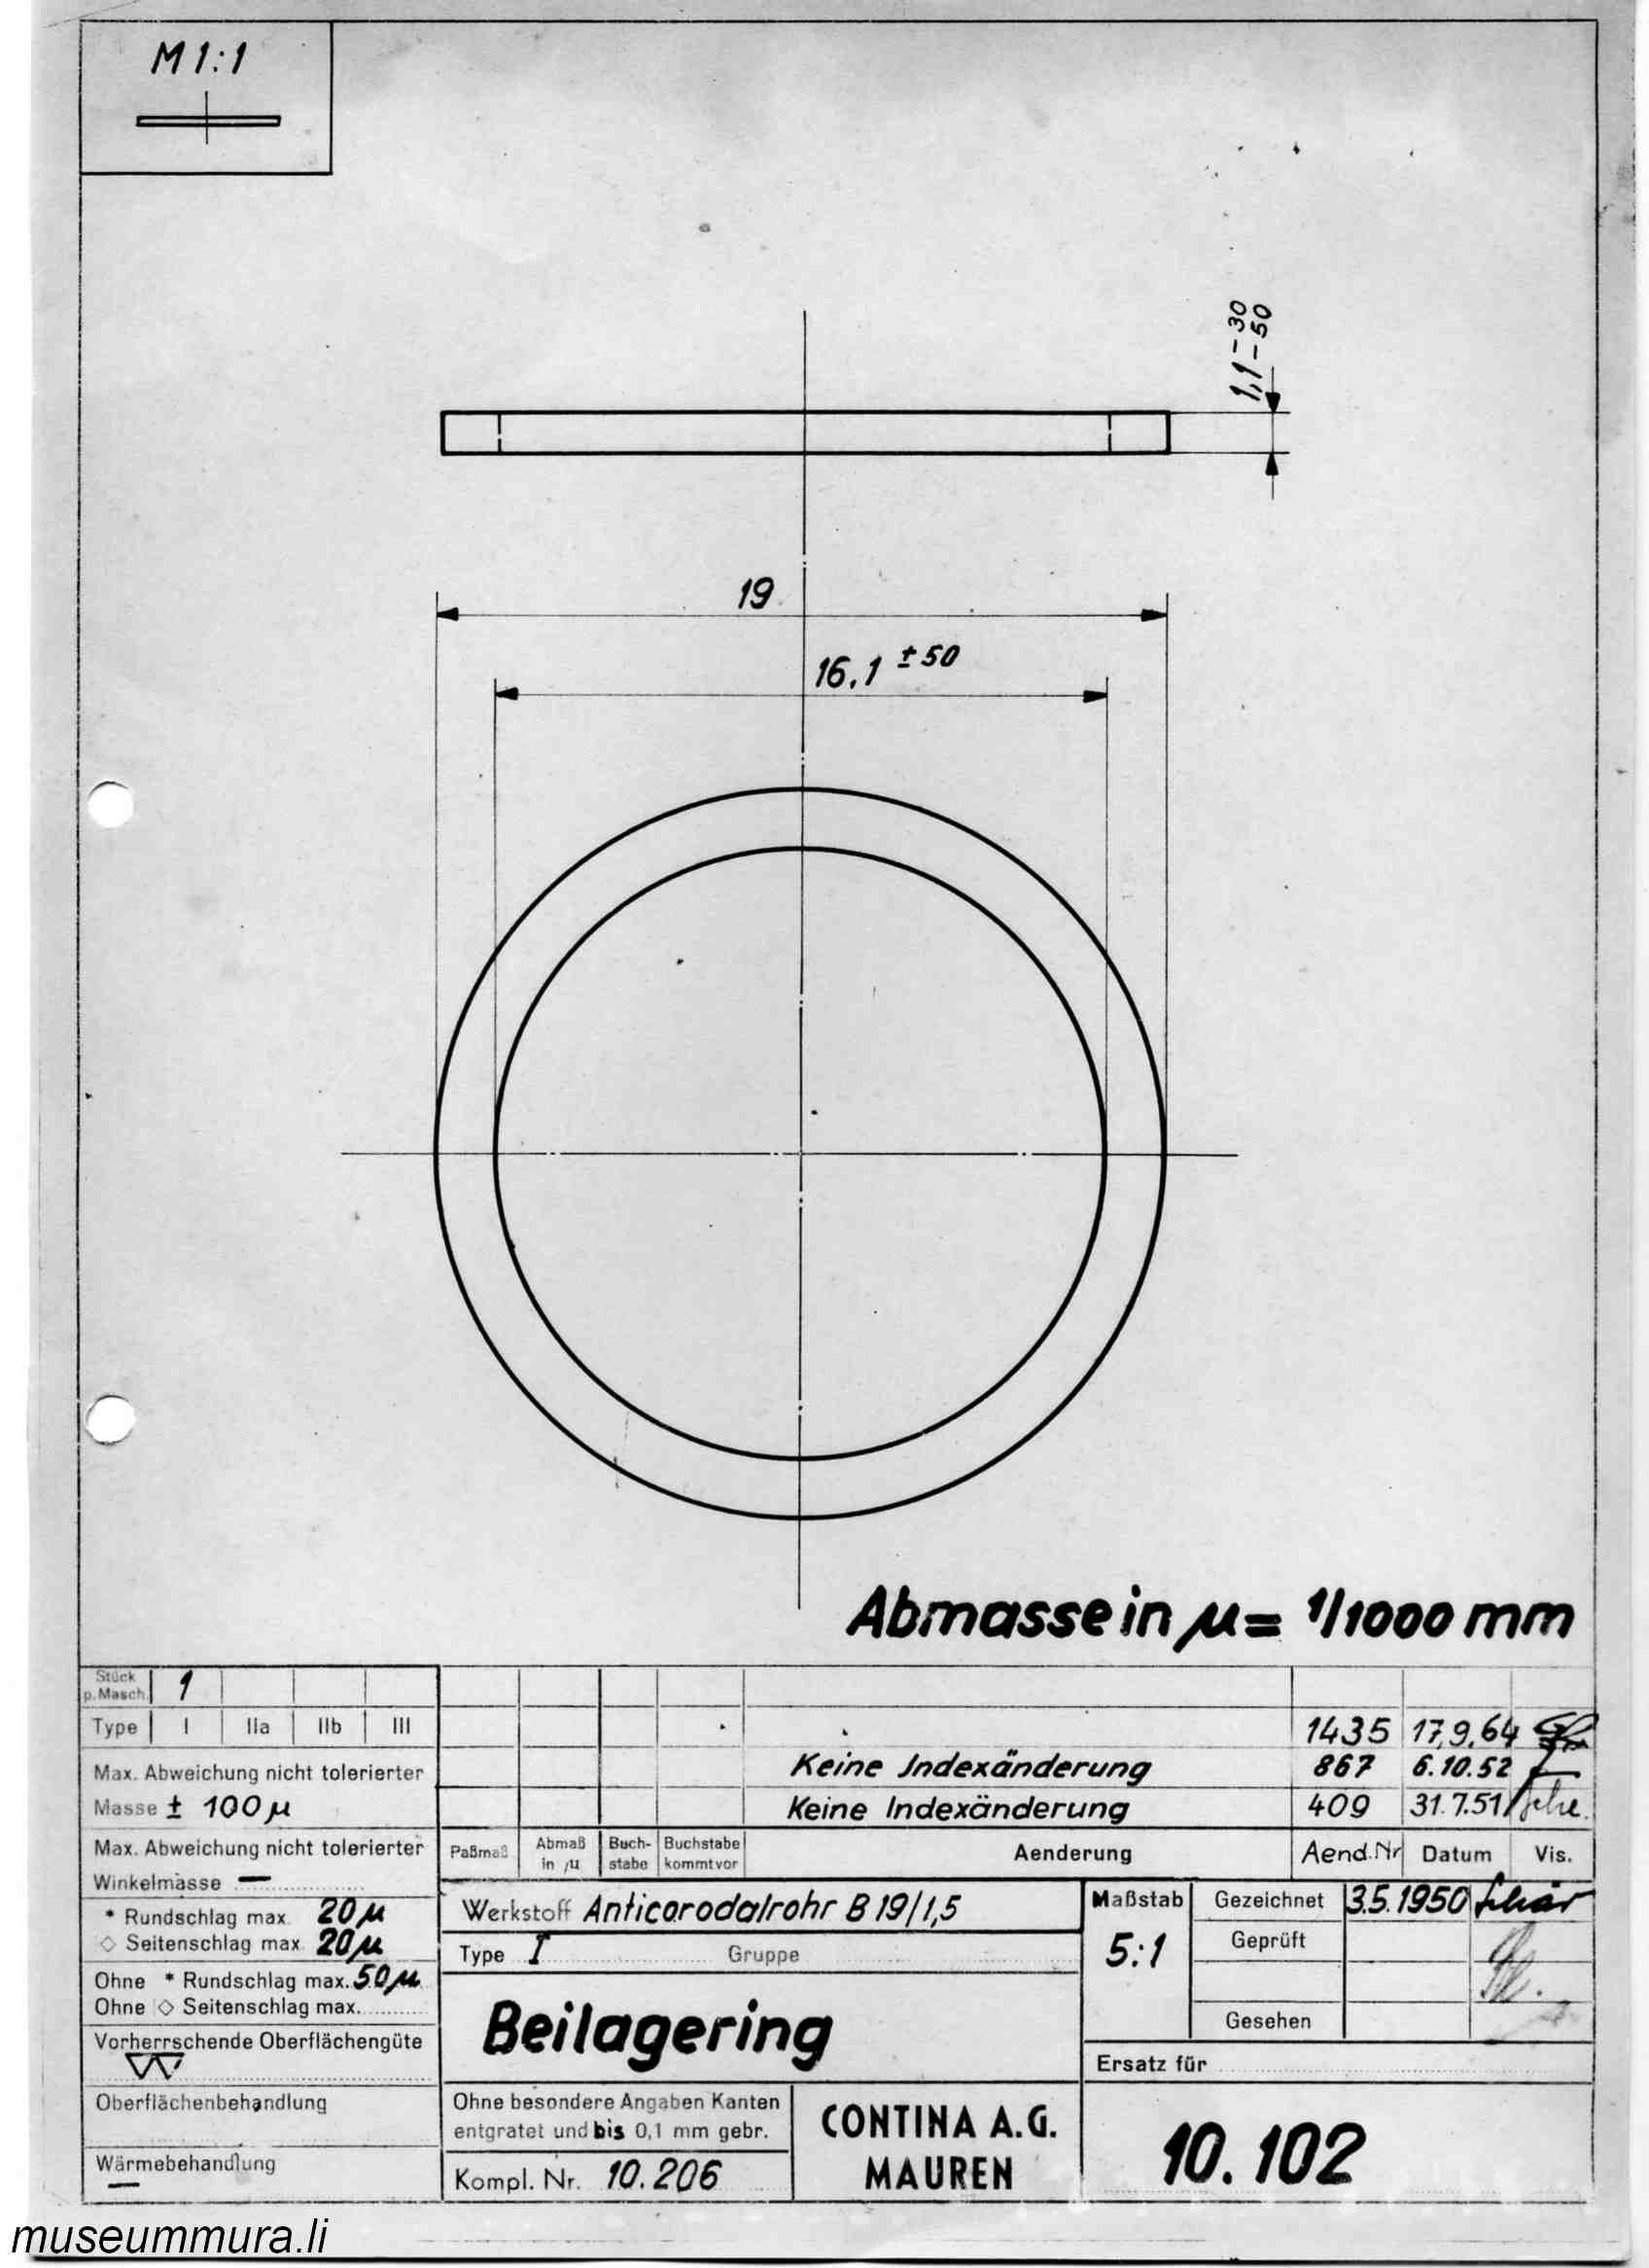 M 1:1
1,1 -30
-50
19
16,1 ±50
Abmasse in µ = 1/1000 mm
Stück
p. Masch. 1
Type I IIa IIb III
Max. Abweichung nicht tolerierter
Masse ± 100 µ
Max. Abweichung nicht tolerierter
Winkelmasse —
* Rundschlag max. 20 µ
◇ Seitenschlag max. 20 µ
Ohne * Rundschlag max. 50 µ
Ohne ◇ Seitenschlag max.
Vorherrschende Oberflächengüte
Oberflächenbehandlung
Wärmebehandlung
—
1435 17.9.64
Keine Indexänderung 867 6.10.52
Keine Indexänderung 409 31.7.51
Paßmaß Abmaß in µ Buchstabe Buchstabe kommt vor Aenderung Aend. Nr Datum Vis.
Werkstoff Anticorodalrohr B 19/1,5
Type I Gruppe
Beilagering
Ohne besondere Angaben Kanten
entgratet und bis 0,1 mm gebr.
Kompl. Nr. 10.206
CONTINA A.G.
MAUREN
Maßstab
5:1
Gezeichnet 3.5.1950 Schär
Geprüft
Gesehen
Ersatz für
10.102
museummura.li